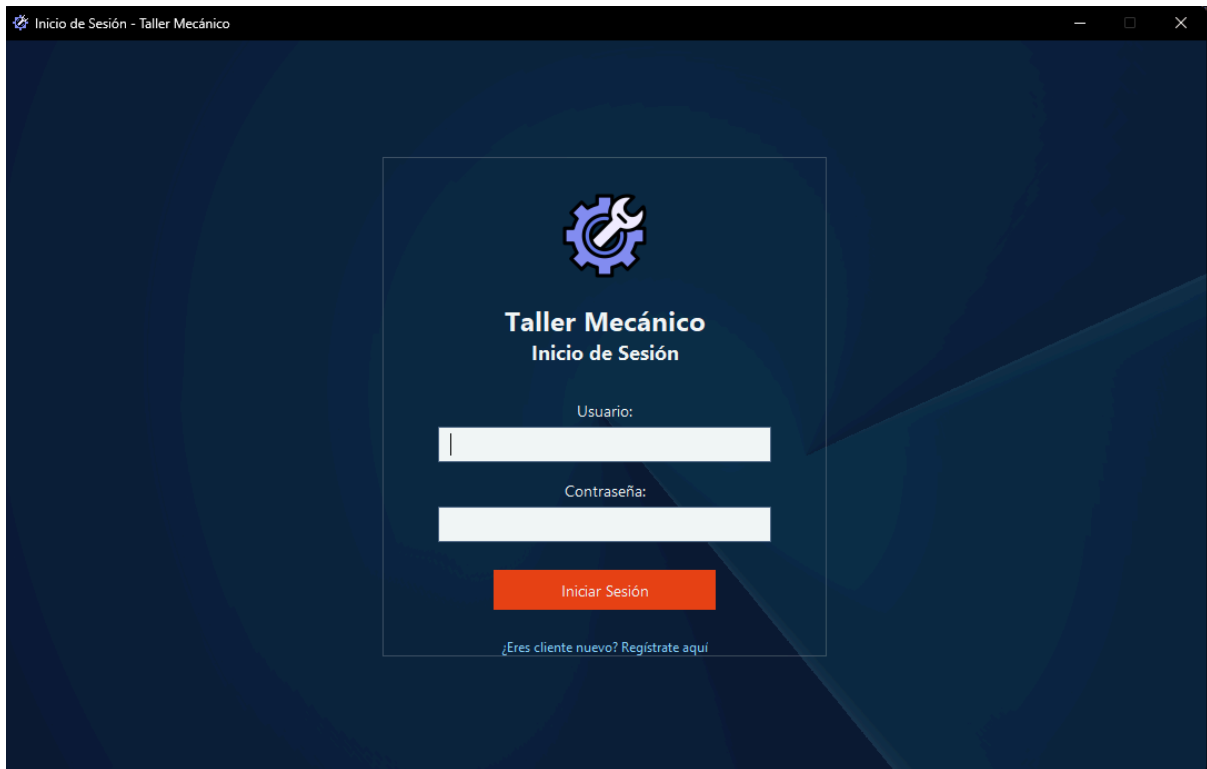 Inicio de Sesión - Taller Mecánico
Taller Mecánico
Inicio de Sesión
Usuario:
Contraseña:
Iniciar Sesión
¿Eres cliente nuevo? Regístrate aquí